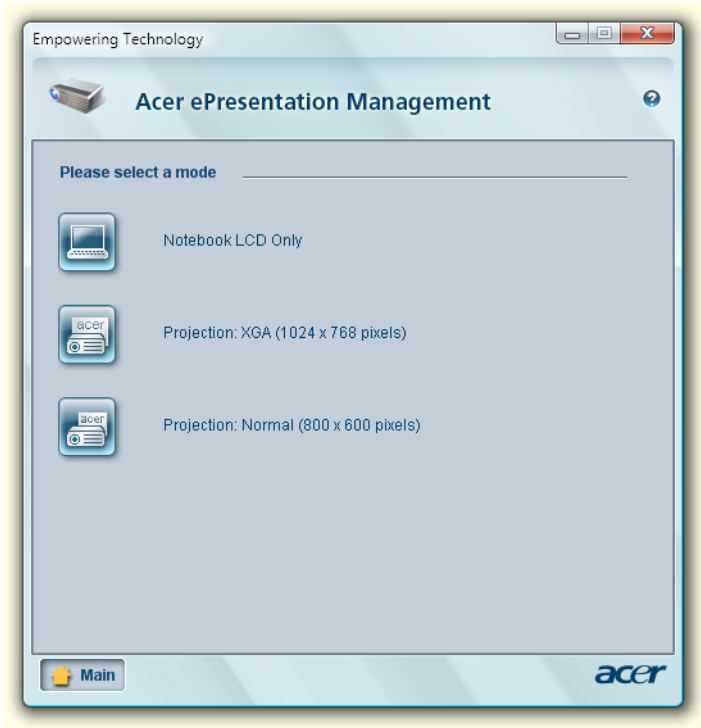 Empowering Technology
Acer ePresentation Management
?
Please select a mode
Notebook LCD Only
acer
Projection: XGA (1024 x 768 pixels)
acer
Projection: Normal (800 x 600 pixels)
Main
acer